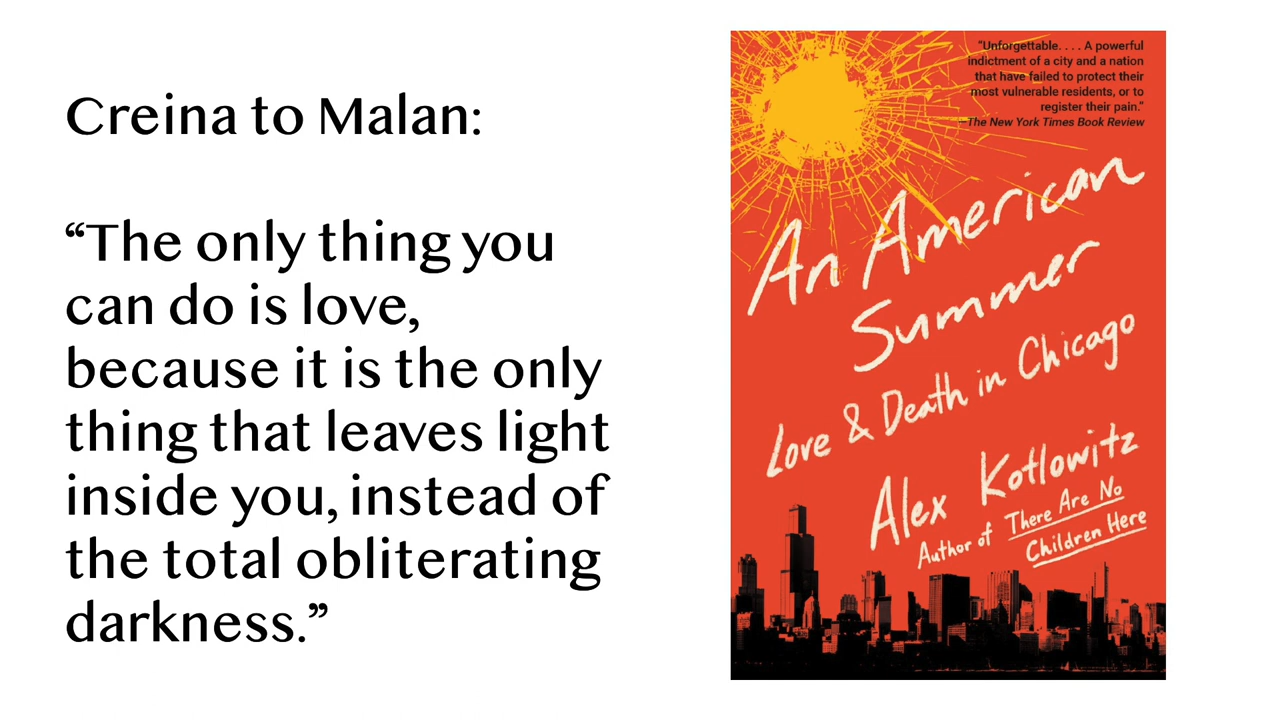 Creina to Malan:
“The only thing you
can do is love,
because it is the only
thing that leaves light
inside you, instead of
the total obliterating
darkness.”
“Unforgettable. . . . A powerful
indictment of a city and a nation
that have failed to protect their
most vulnerable residents, or to
register their pain.”
—The New York Times Book Review
An American
Summer
Love & Death in Chicago
Alex Kotlowitz
Author of There Are No
Children Here